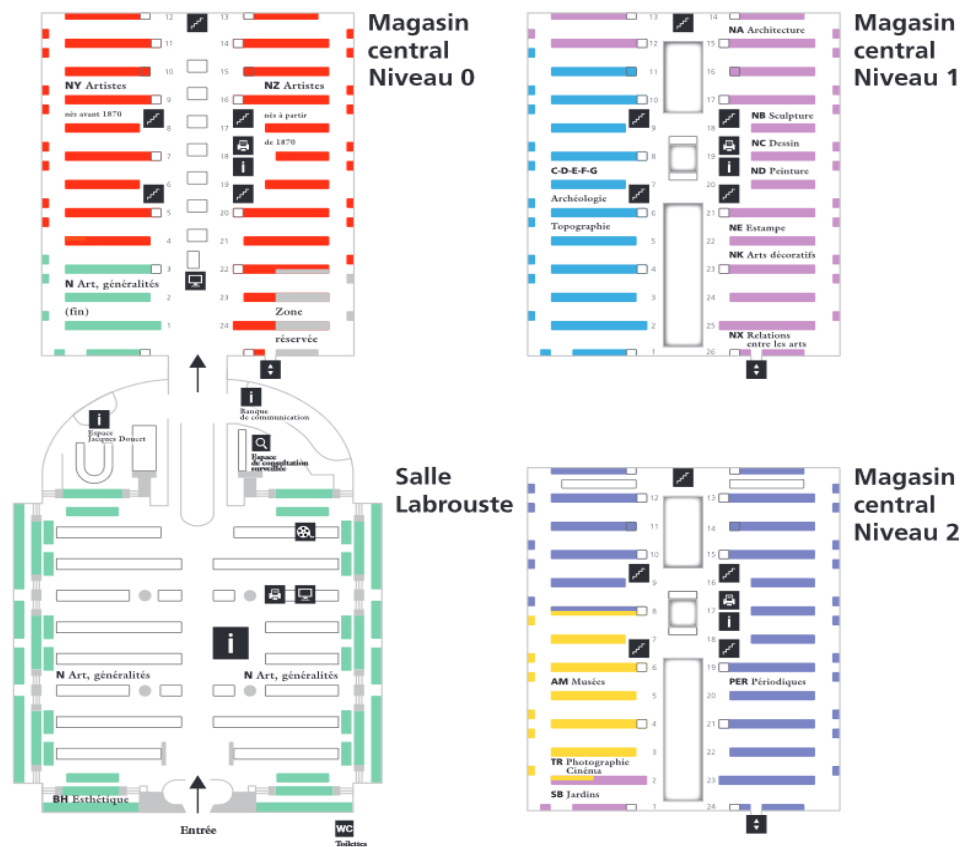 Magasin
central
Niveau 0
12
13
11
14
10
15
NY Artistes
NZ Artistes
9
16
nés avant 1870
nés à partir
8
17
de 1870
7
18
i
6
19
5
20
4
21
3
22
N Art, généralités
2
23
(fin)
Zone
1
24
réservée
Magasin
central
Niveau 1
13
14
NA Architecture
12
15
11
16
10
17
NB Sculpture
9
18
NC Dessin
8
19
i
C-D-E-F-G
ND Peinture
7
20
Archéologie
6
21
Topographie
NE Estampe
5
22
NK Arts décoratifs
4
23
3
24
2
25
NX Relations
entre les arts
1
26
Salle
Labrouste
i
Banque
de communication
i
Espace
Jacques Doucet
Espace
de consultation
surveillée
i
N Art, généralités
N Art, généralités
BH Esthétique
Entrée
WC
Toilettes
Magasin
central
Niveau 2
12
13
11
14
10
15
9
16
8
17
i
7
18
6
19
AM Musées
PER Périodiques
5
20
4
21
3
22
TR Photographie
Cinéma
2
23
SB Jardins
1
24